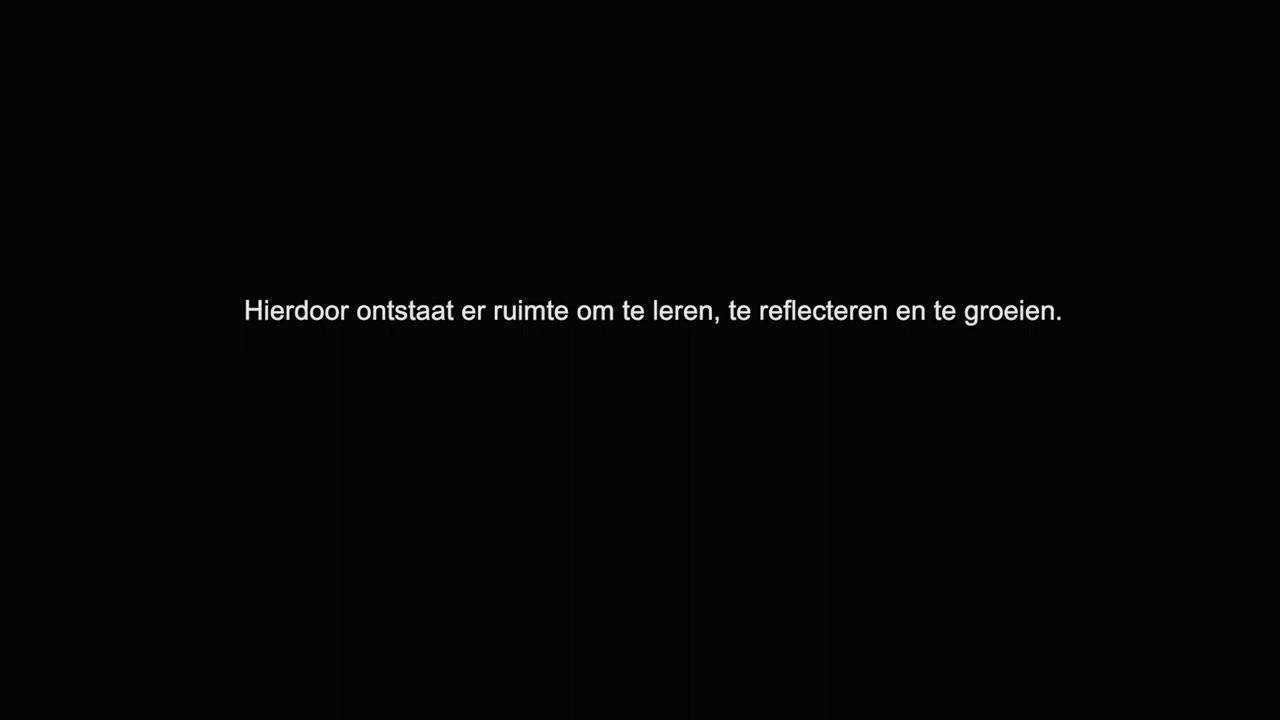 Hierdoor ontstaat er ruimte om te leren, te reflecteren en te groeien.